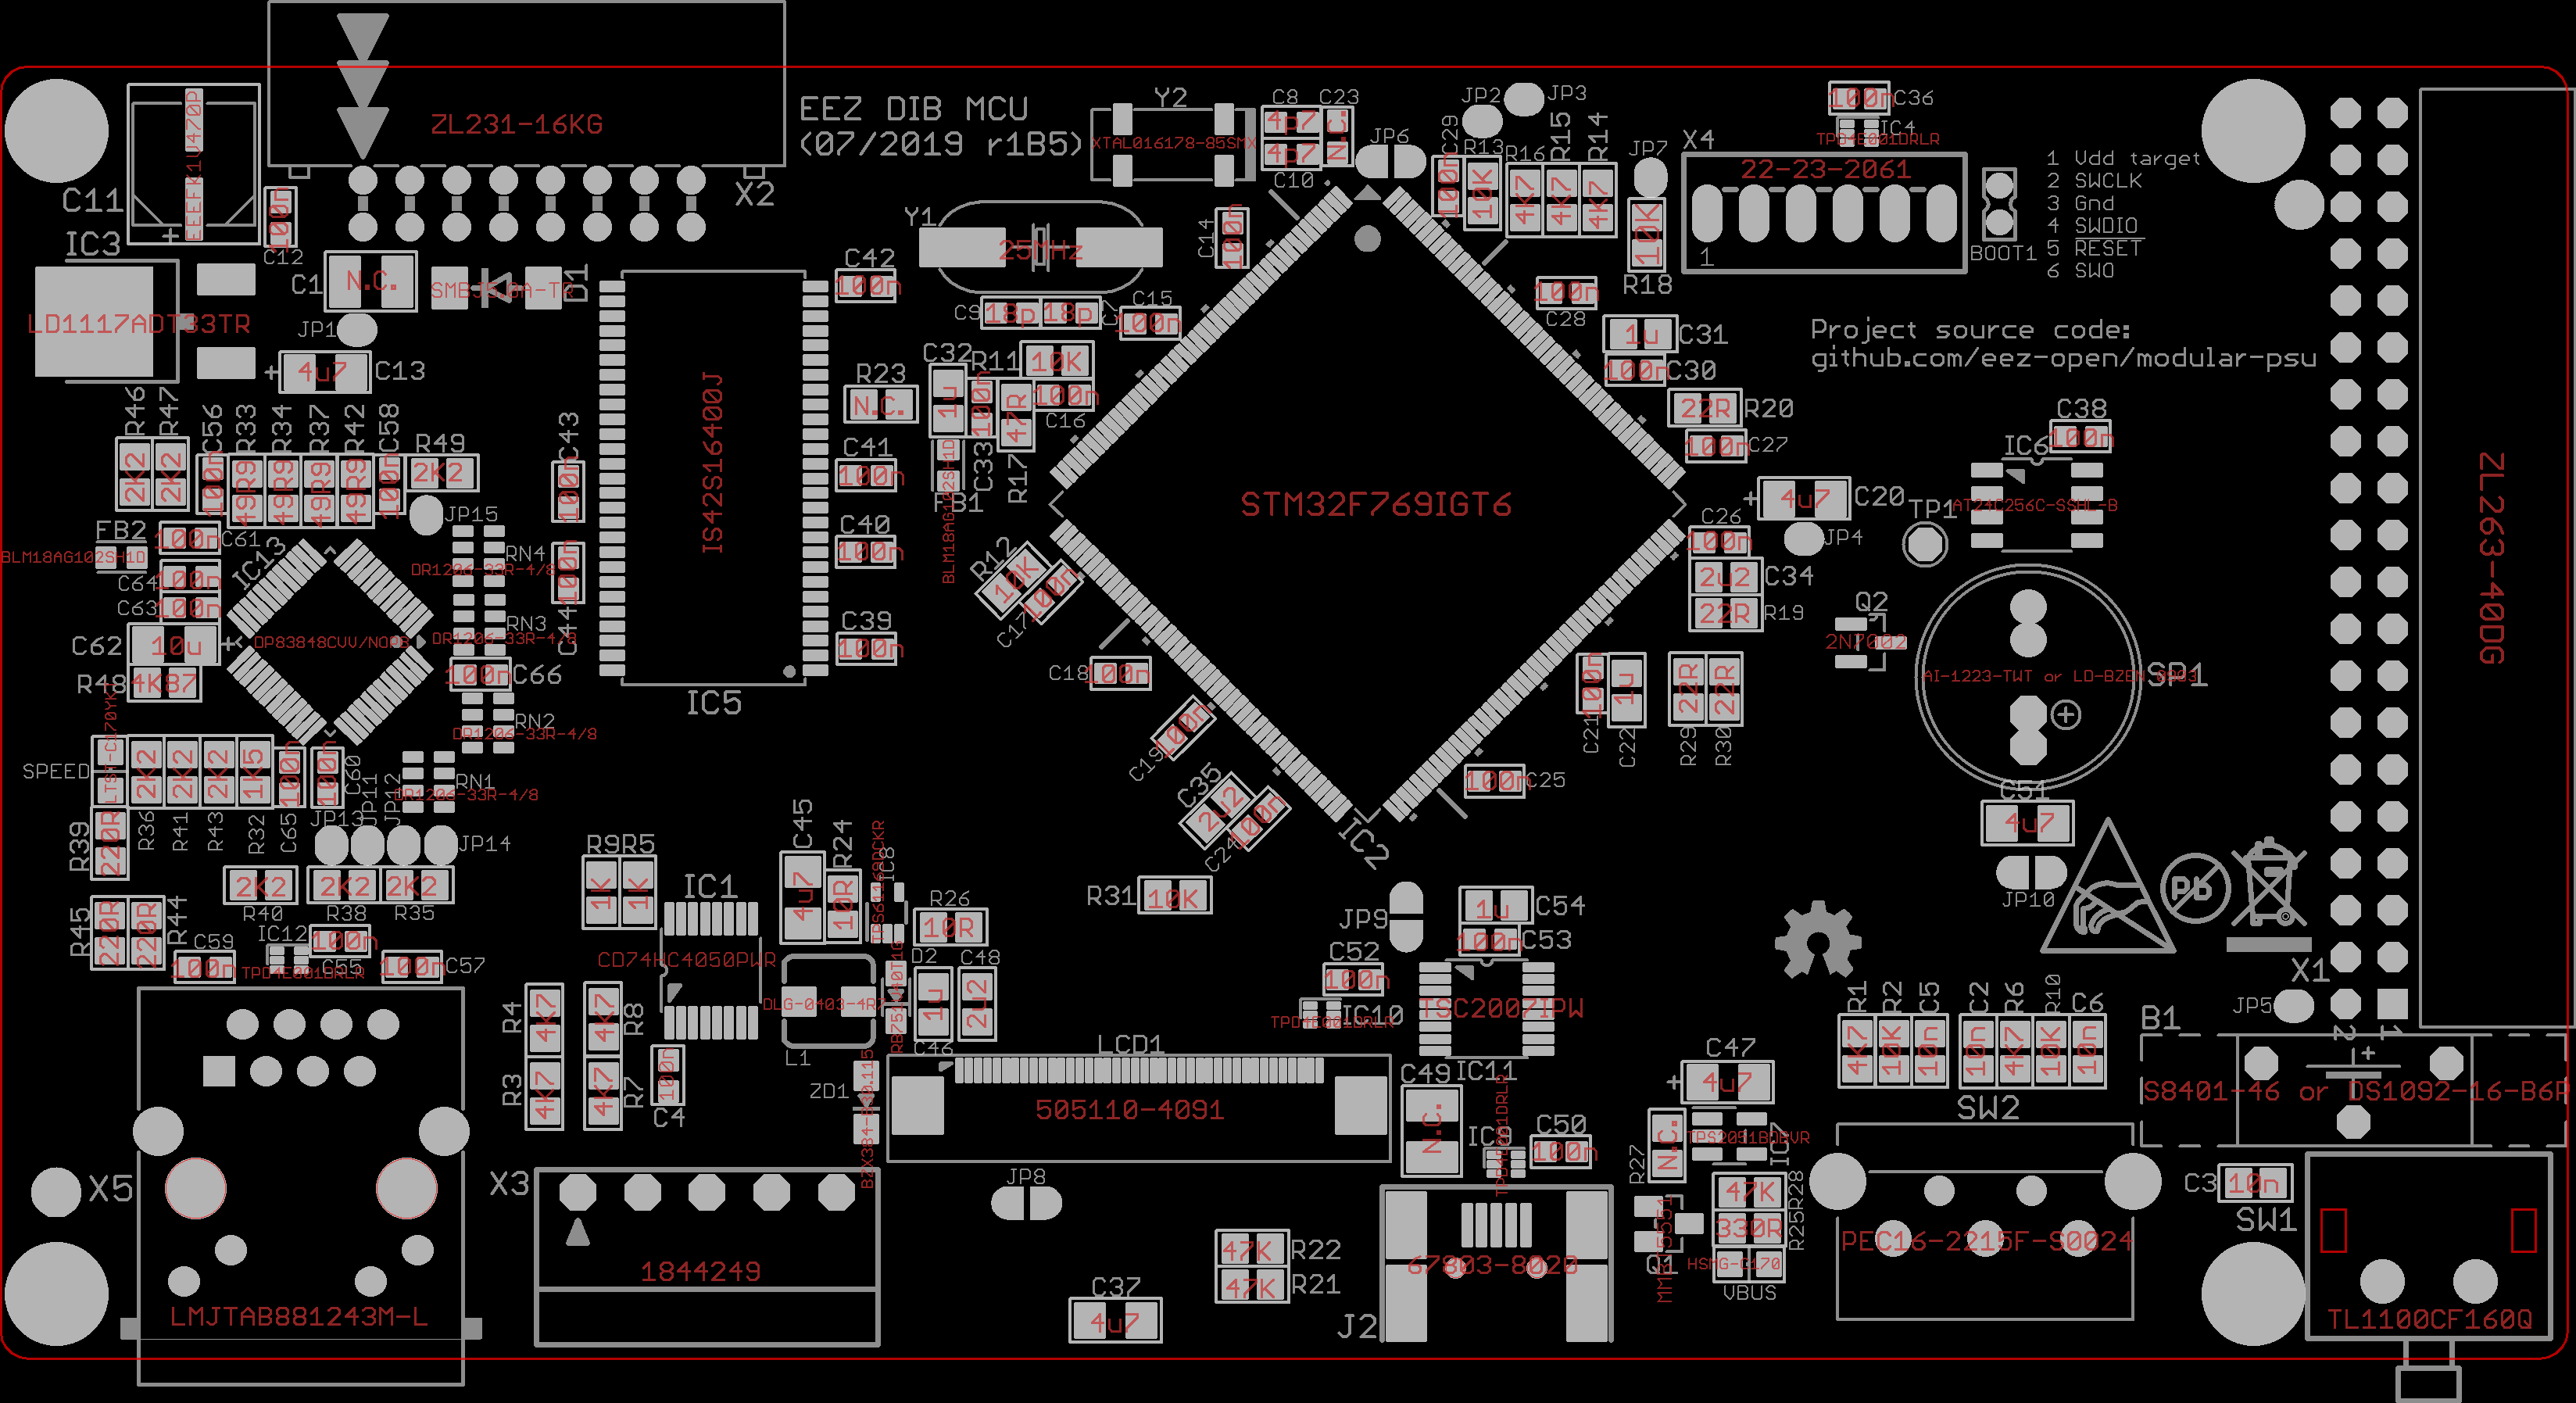 ZL231-16KG
EEZ DIB MCU
(07/2019 r1B5)
X2
EEEFK1V470P
C11
100n
C12
IC3
LD1117ADT33TR
C1
N.C.
D1
JP1
4u7
C13
Y2
XTAL016178-85SMX
C8
4p7
4p7
C10
C23
N.C.
JP6
C29
100n
JP2
JP3
R13
10K
R16
4K7
R15
4K7
R14
4K7
JP7
10K
R18
X4
22-23-2061
1
100n
C36
IC4
TPD4E001DRLR
BOOT1
1 Vdd target
2 SWCLK
3 Gnd
4 SWDIO
5 RESET
6 SWO
Project source code:
github.com/eez-open/modular-psu
Y1
25MHz
C9
18p
18p
C7
C14
100n
C15
100n
C28
100n
1u
C31
100n
C30
22R
R20
100n
C27
C42
100n
R23
N.C.
C41
100n
C40
100n
C39
100n
IS42S16400J
IC5
C43
100n
100n
C44
C32
1u
100n
C33
R11
10K
47R
R17
100n
C16
FB1
BLM18AG102SH1D
STM32F769IGT6
IC2
R12
10K
100n
C17
C18
100n
100n
C19
C35
2u2
100n
C24
100n
C25
4u7
C20
JP4
C26
100n
2u2
C34
22R
R19
100n
C21
1u
C22
22R
R29
22R
R30
C38
100n
IC6
AT24C256C-SSHL-B
TP1
Q2
2N7002
AI-1223-TWT or LD-BZEN-0903
SP1
C51
4u7
JP10
Pb
ZL263-40DG
X1
JP5
2 1
R46
2K2
R47
2K2
C56
100n
R33
49R9
R34
49R9
R37
49R9
R42
49R9
C58
100n
R49
2K2
JP15
FB2
BLM18AG102SH1D
100n
C61
C64
100n
C63
100n
C62
10u
R48
4K87
IC13
DP83848CVV/NOPB
RN4
DR1206-33R-4/8
RN3
DR1206-33R-4/8
100n
C66
RN2
DR1206-33R-4/8
RN1
DR1206-33R-4/8
SPEED
2K2
R36
2K2
R41
2K2
R43
1K5
R32
100n
C65
100n
C60
JP11
JP12
JP13
JP14
R39
220R
2K2
R40
2K2
R38
2K2
R35
R45
220R
220R
R44
C59
100n
IC12
TPD4E001DRLR
100n
C55
100n
C57
X5
LMJTAB881243M-L
R9
R5
1K
1K
IC1
CD74HC4050PWR
C45
4u7
R24
10R
IC8
R26
10R
DLG-0403-4R7
L1
D2
C48
1u
2u2
C46
R4
4K7
R8
4K7
R3
4K7
R7
4K7
100n
C4
ZD1
LCD1
505110-4091
X3
1844249
JP8
R31
10K
JP9
1u
C54
100n
C53
C52
100n
IC10
TPD4E001DRLR
TSC2007IPW
IC11
C49
N.C.
TPD4E001DRLR
C50
100n
47K
R22
47K
R21
C37
4u7
J2
67803-8020
C47
4u7
R27
N.C.
TPS2051BDBVR
IC7
47K
R28
330R
R25
Q1
HSMG-C170
VBUS
R1
4K7
R2
10K
C5
10n
C2
10n
R6
4K7
R10
10K
C6
10n
SW2
PEC16-2215F-S0024
B1
S8401-46 or DS1092-16-B6P
C3
10n
SW1
TL1100CF160Q